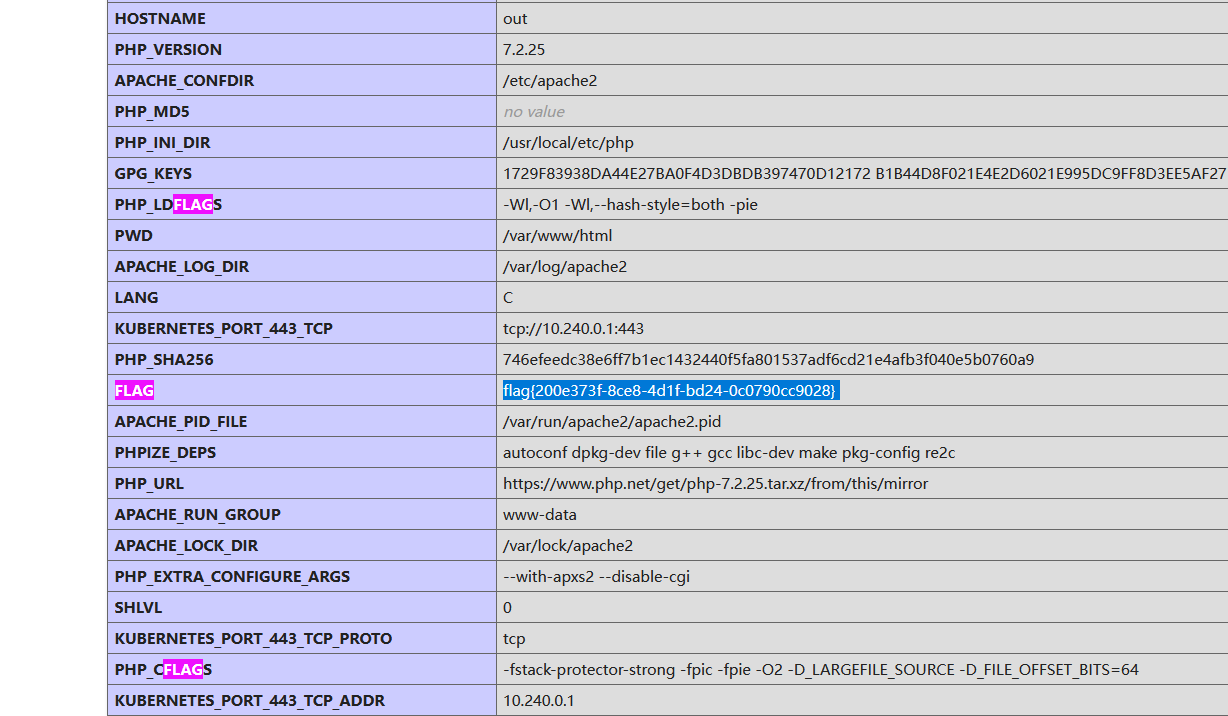 HOSTNAME out
PHP_VERSION 7.2.25
APACHE_CONFDIR /etc/apache2
PHP_MD5 no value
PHP_INI_DIR /usr/local/etc/php
GPG_KEYS 1729F83938DA44E27BA0F4D3DBDB397470D12172 B1B44D8F021E4E2D6021E995DC9FF8D3EE5AF27
PHP_LDFLAGS -Wl,-O1 -Wl,--hash-style=both -pie
PWD /var/www/html
APACHE_LOG_DIR /var/log/apache2
LANG C
KUBERNETES_PORT_443_TCP tcp://10.240.0.1:443
PHP_SHA256 746efeedc38e6ff7b1ec1432440f5fa801537adf6cd21e4afb3f040e5b0760a9
FLAG flag{200e373f-8ce8-4d1f-bd24-0c0790cc9028}
APACHE_PID_FILE /var/run/apache2/apache2.pid
PHPIZE_DEPS autoconf dpkg-dev file g++ gcc libc-dev make pkg-config re2c
PHP_URL https://www.php.net/get/php-7.2.25.tar.xz/from/this/mirror
APACHE_RUN_GROUP www-data
APACHE_LOCK_DIR /var/lock/apache2
PHP_EXTRA_CONFIGURE_ARGS --with-apxs2 --disable-cgi
SHLVL 0
KUBERNETES_PORT_443_TCP_PROTO tcp
PHP_CFLAGS -fstack-protector-strong -fpic -fpie -O2 -D_LARGEFILE_SOURCE -D_FILE_OFFSET_BITS=64
KUBERNETES_PORT_443_TCP_ADDR 10.240.0.1